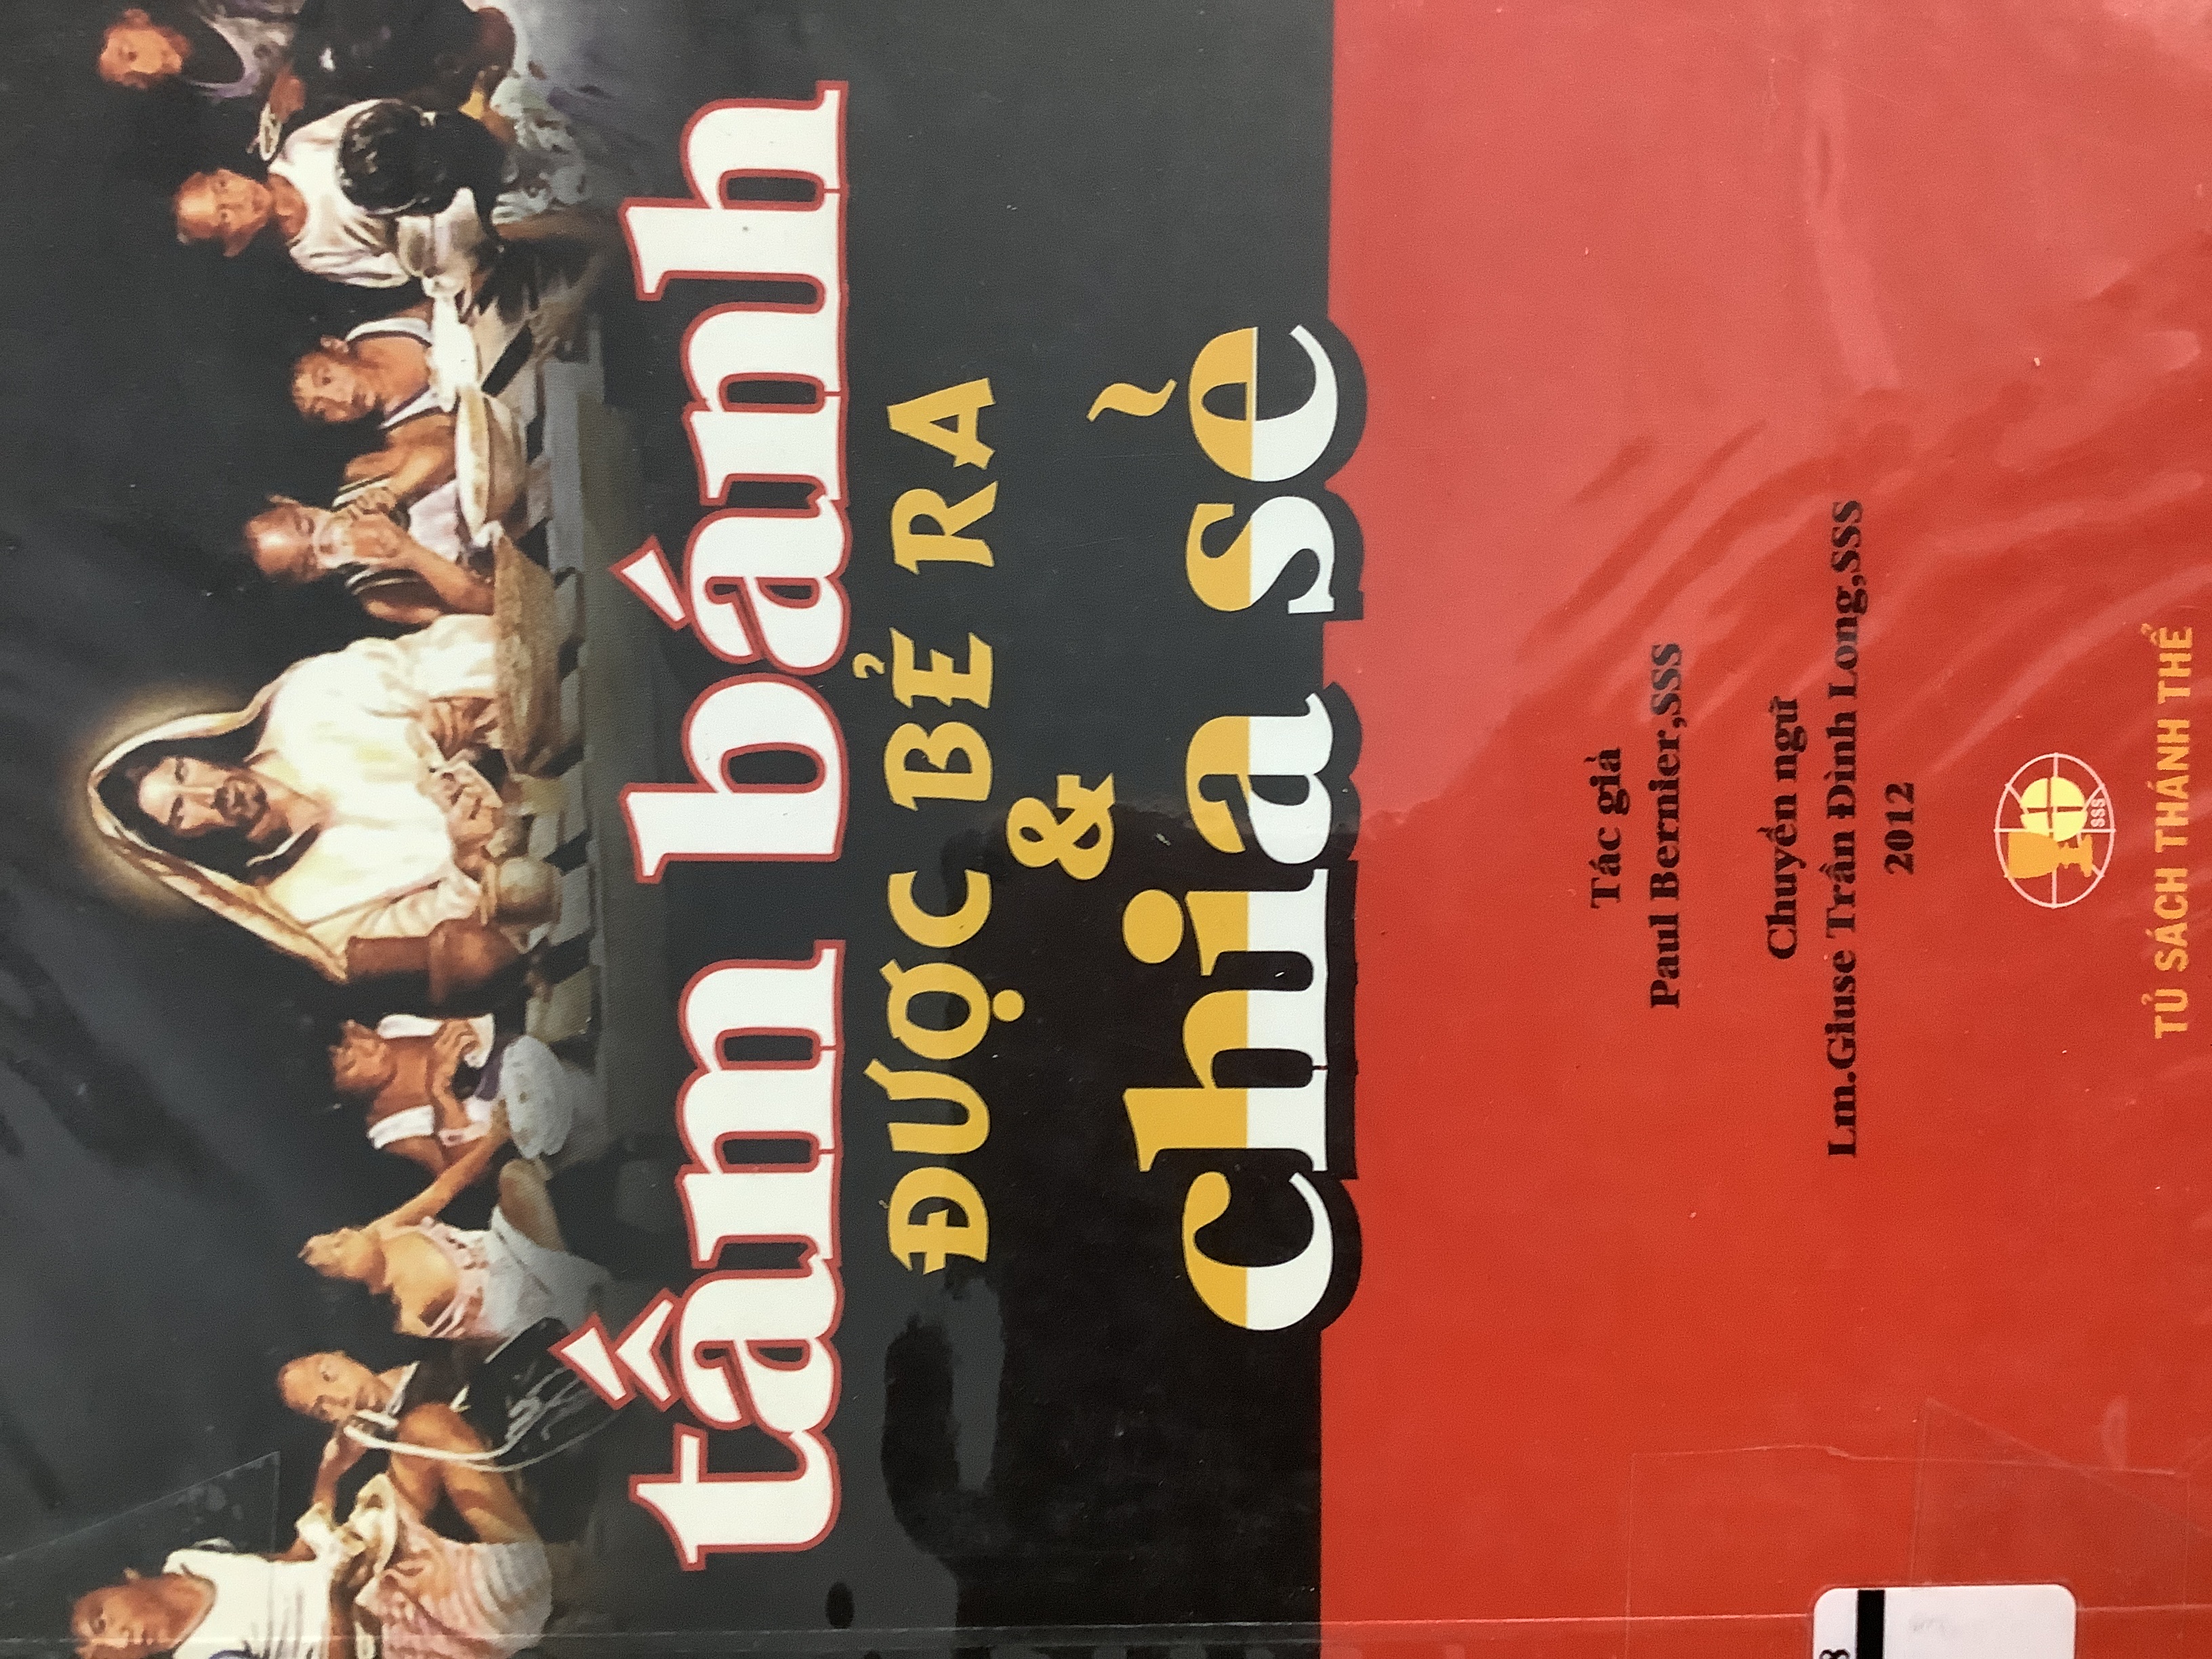 tấm bánh
ĐƯỢC BẺ RA
&
chia sẻ
Tác giả
Paul Bernier,SSS
Chuyển ngữ
Lm.Giuse Trần Đình Long,SSS
2012
SSS
TỦ SÁCH THÁNH THỂ
8